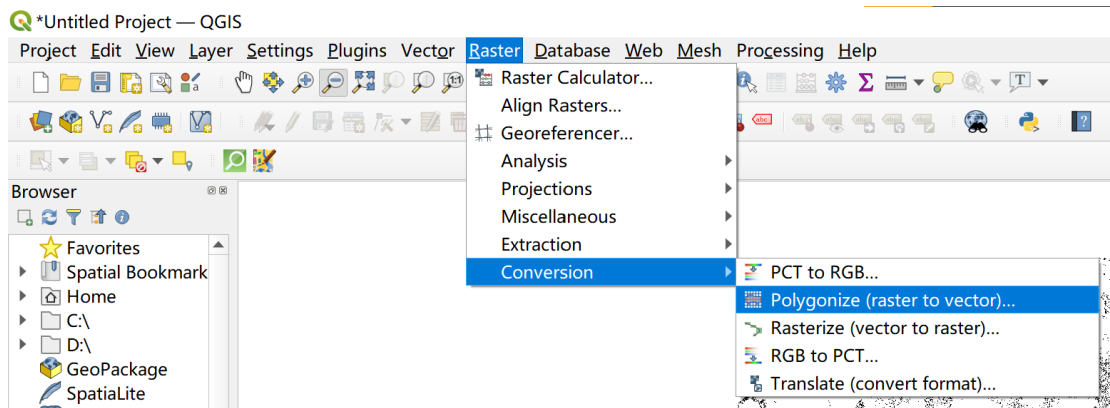 *Untitled Project — QGIS
Project Edit View Layer Settings Plugins Vector Raster Database Web Mesh Processing Help
Raster Calculator...
Align Rasters...
Georeferencer...
Analysis
Projections
Miscellaneous
Extraction
Conversion
PCT to RGB...
Polygonize (raster to vector)...
Rasterize (vector to raster)...
RGB to PCT...
Translate (convert format)...
Browser
Favorites
Spatial Bookmark
Home
C:\
D:\
GeoPackage
SpatiaLite